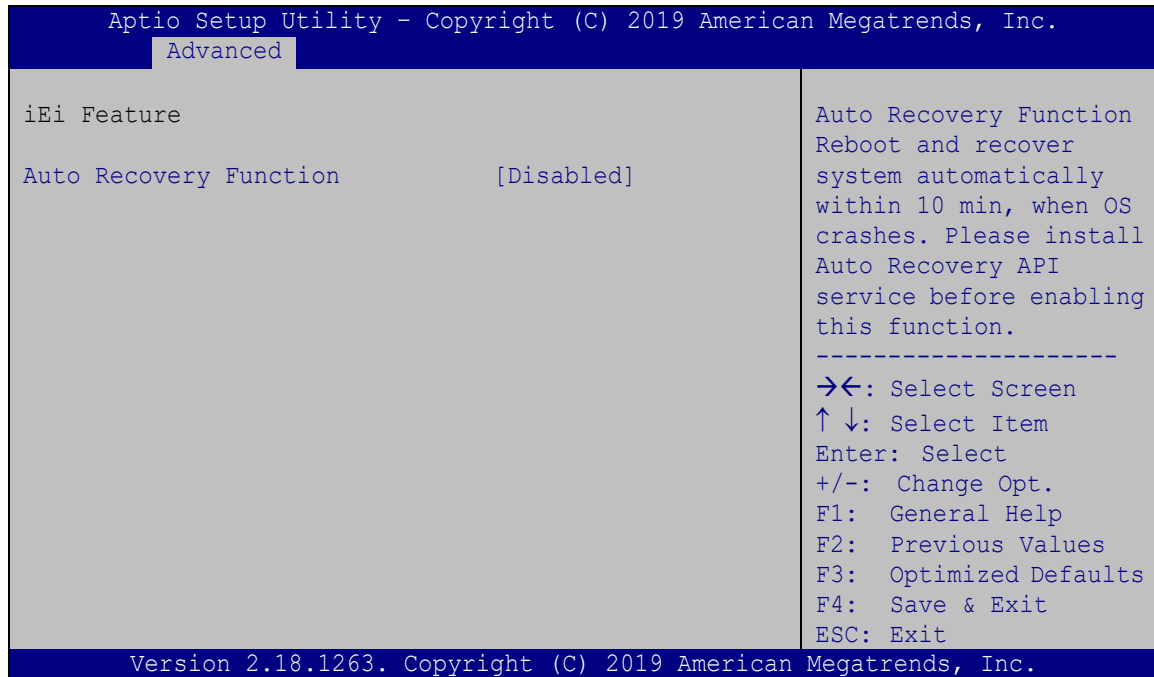 Aptio Setup Utility – Copyright (C) 2019 American Megatrends, Inc.
Advanced
iEi Feature
Auto Recovery Function [Disabled]
Auto Recovery Function
Reboot and recover
system automatically
within 10 min, when OS
crashes. Please install
Auto Recovery API
service before enabling
this function.
---------------------
→←: Select Screen
↑ ↓: Select Item
Enter: Select
+/-: Change Opt.
F1: General Help
F2: Previous Values
F3: Optimized Defaults
F4: Save & Exit
ESC: Exit
Version 2.18.1263. Copyright (C) 2019 American Megatrends, Inc.